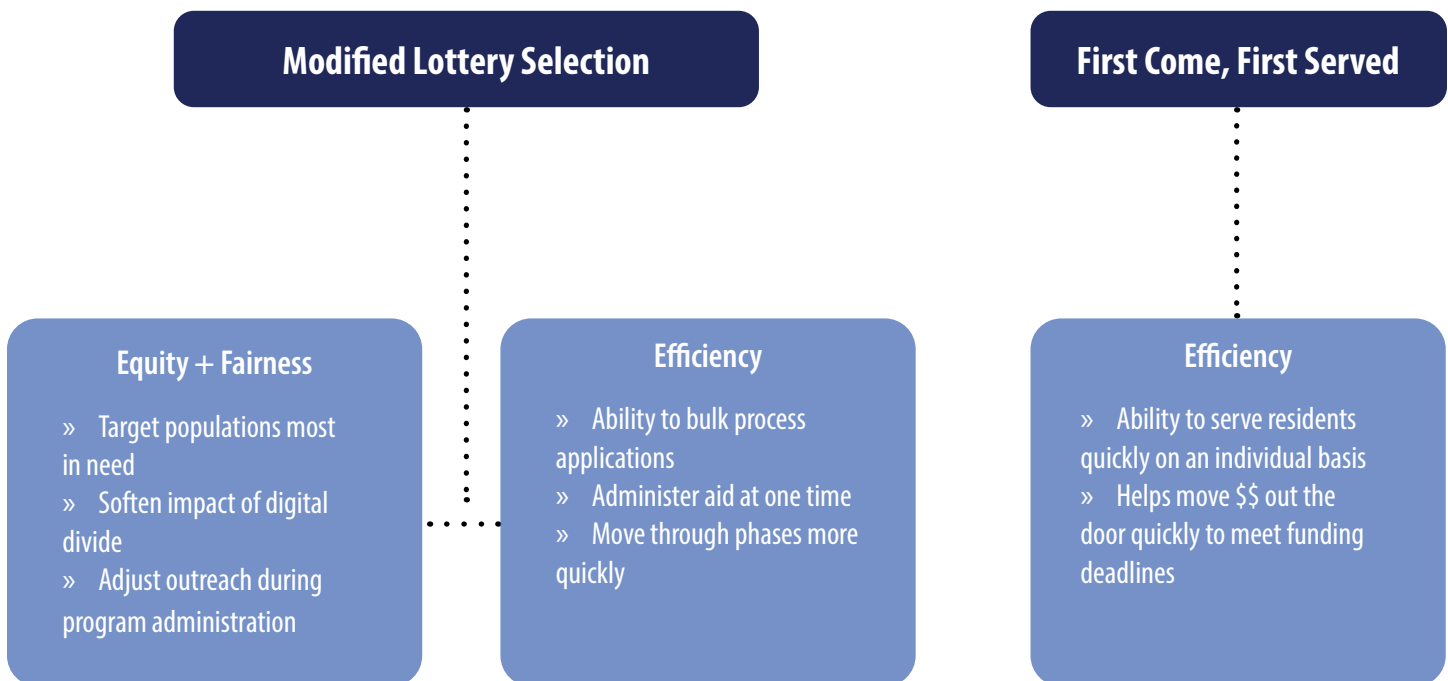 Modified Lottery Selection
First Come, First Served
Equity + Fairness
» Target populations most
in need
» Soften impact of digital
divide
» Adjust outreach during
program administration
Efficiency
» Ability to bulk process
applications
» Administer aid at one time
» Move through phases more
quickly
Efficiency
» Ability to serve residents
quickly on an individual basis
» Helps move $$ out the
door quickly to meet funding
deadlines